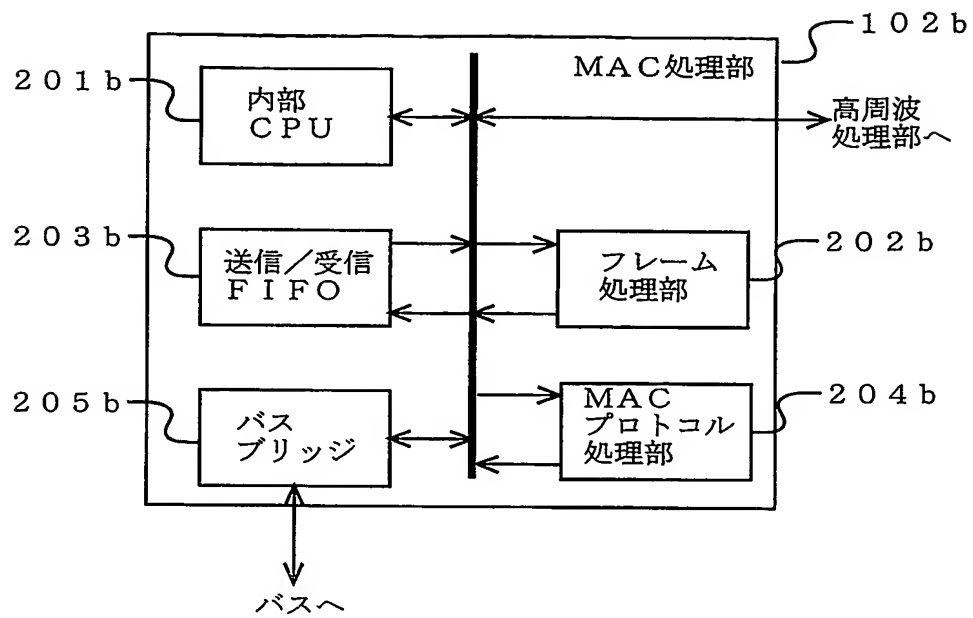 102b
MAC処理部
201b
内部
CPU
高周波
処理部へ
203b
送信/受信
FIFO
フレーム
処理部
202b
205b
バス
ブリッジ
MAC
プロトコル
処理部
204b
バスへ